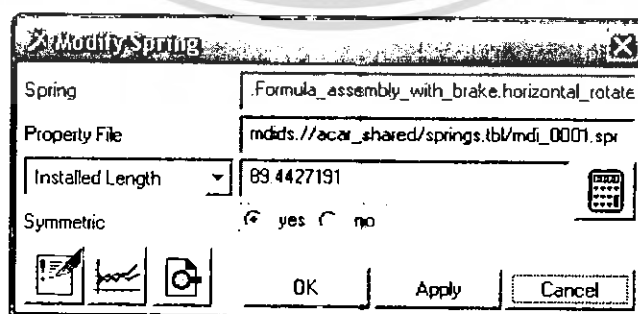 Modify Spring
Spring .Formula_assembly_with_brake.horizontal_rotate
Property File mdids://acar_shared/springs.tbl/mdi_0001.spr
Installed Length 89.4427191
Symmetric yes no
OK Apply Cancel